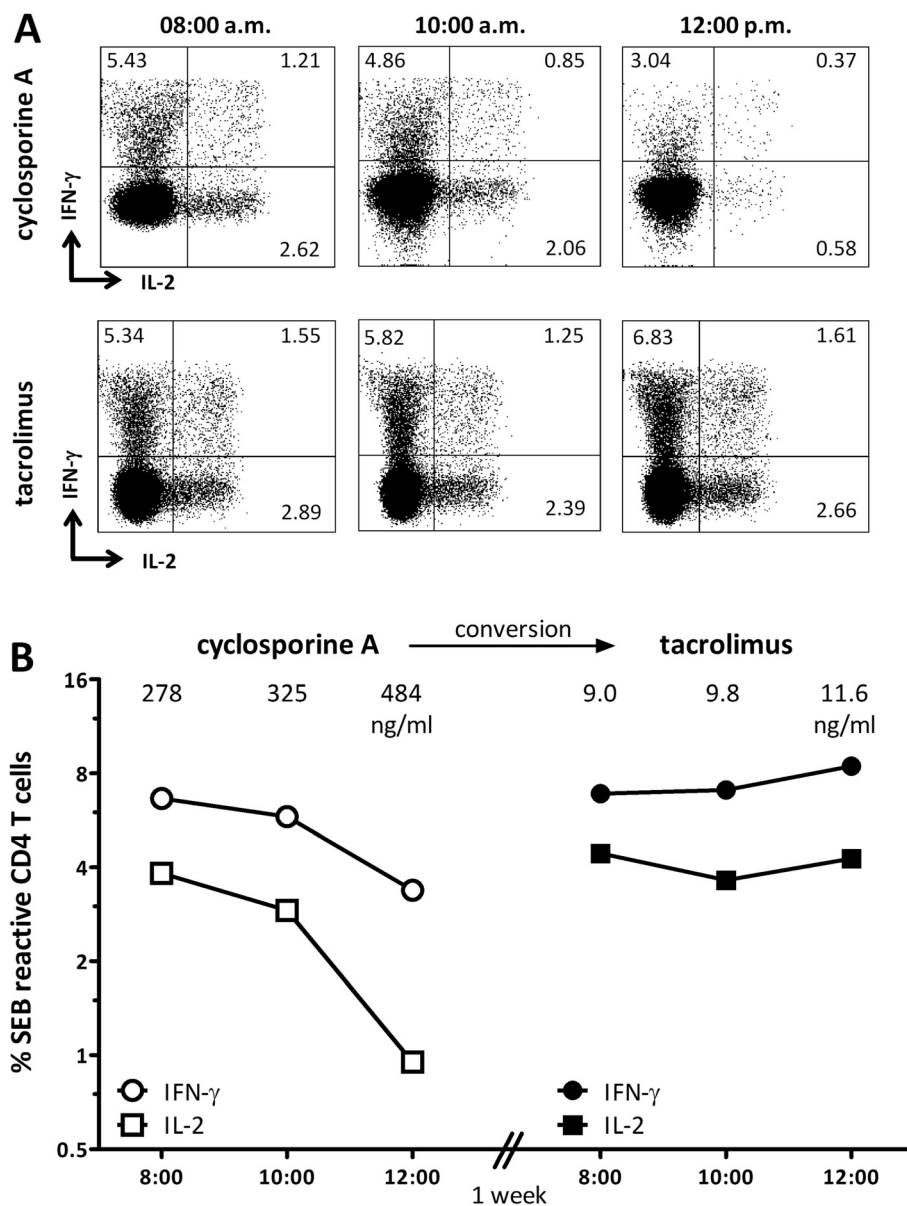 A
08:00 a.m. 10:00 a.m. 12:00 p.m.
cyclosporine A
5.43 1.21 4.86 0.85 3.04 0.37
IFN-γ
2.62 2.06 0.58
IL-2
tacrolimus
5.34 1.55 5.82 1.25 6.83 1.61
IFN-γ
2.89 2.39 2.66
IL-2
B
cyclosporine A conversion tacrolimus
% SEB reactive CD4 T cells
16
278 325 484 9.0 9.8 11.6
ng/ml ng/ml
8
4
2
1
IFN-γ IFN-γ
IL-2 IL-2
0.5
8:00 10:00 12:00 8:00 10:00 12:00
1 week